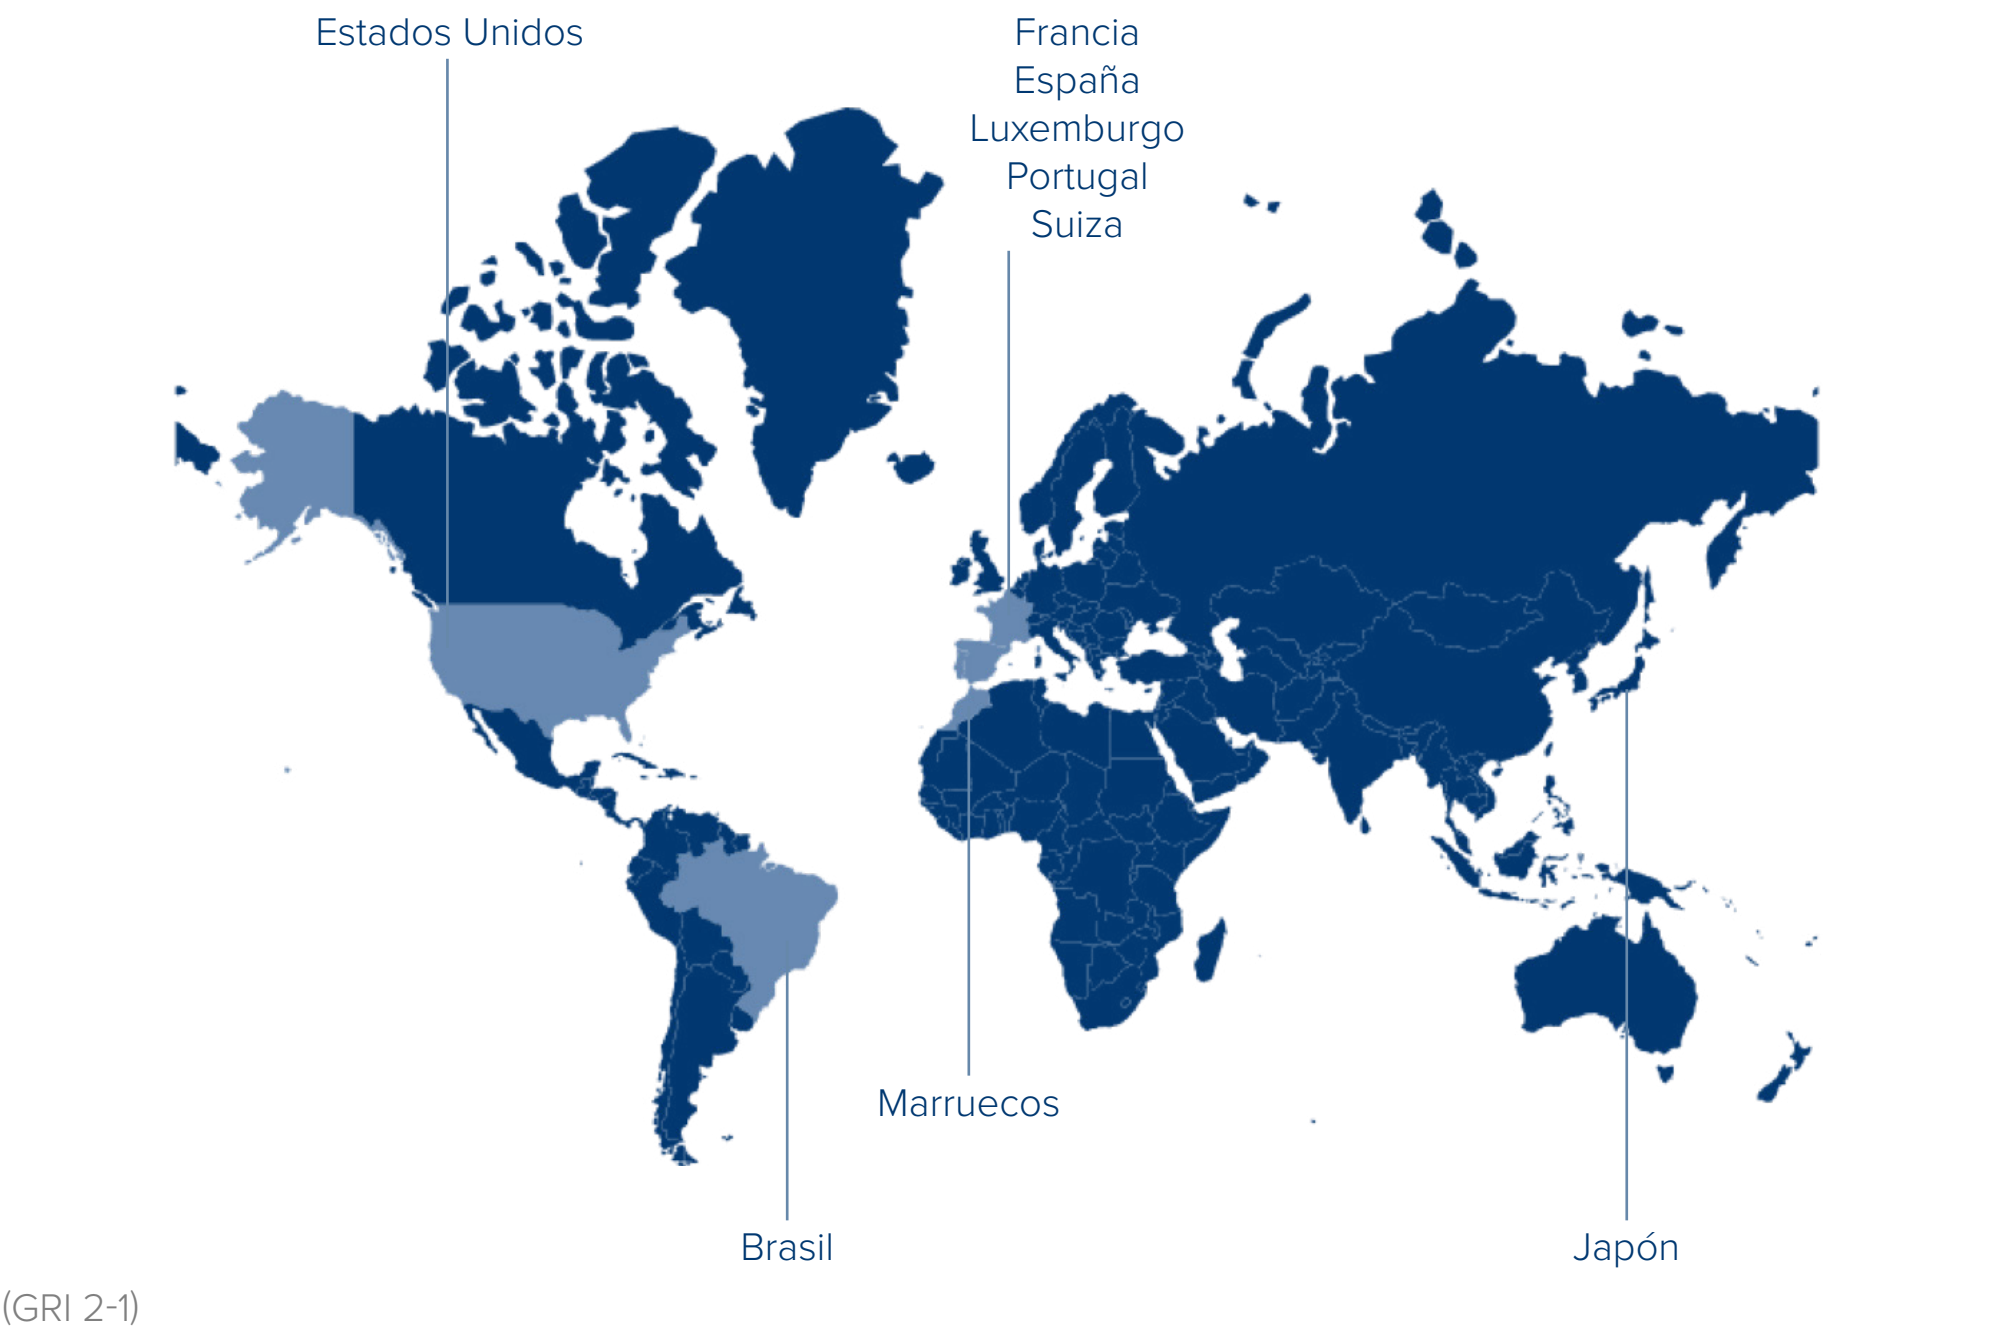 Estados Unidos
Francia
España
Luxemburgo
Portugal
Suiza
Marruecos
Brasil
Japón
(GRI 2-1)